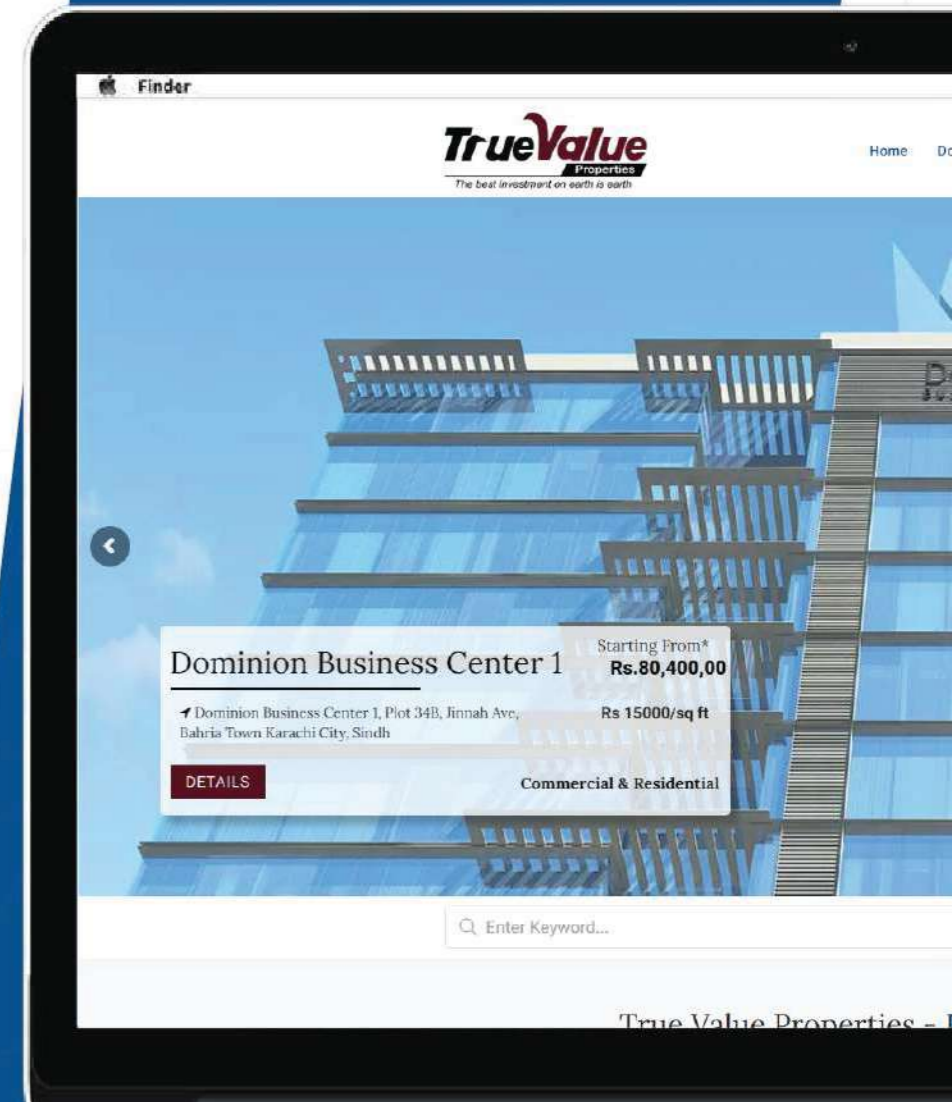 Finder
TrueValue
Properties
The best investment on earth is earth
Home
Dominion Business Center 1
Starting From*
Rs.80,400,00
Dominion Business Center 1, Plot 34B, Jinnah Ave,
Bahria Town Karachi City, Sindh
Rs 15000/sq ft
DETAILS
Commercial & Residential
Enter Keyword...
True Value Properties -